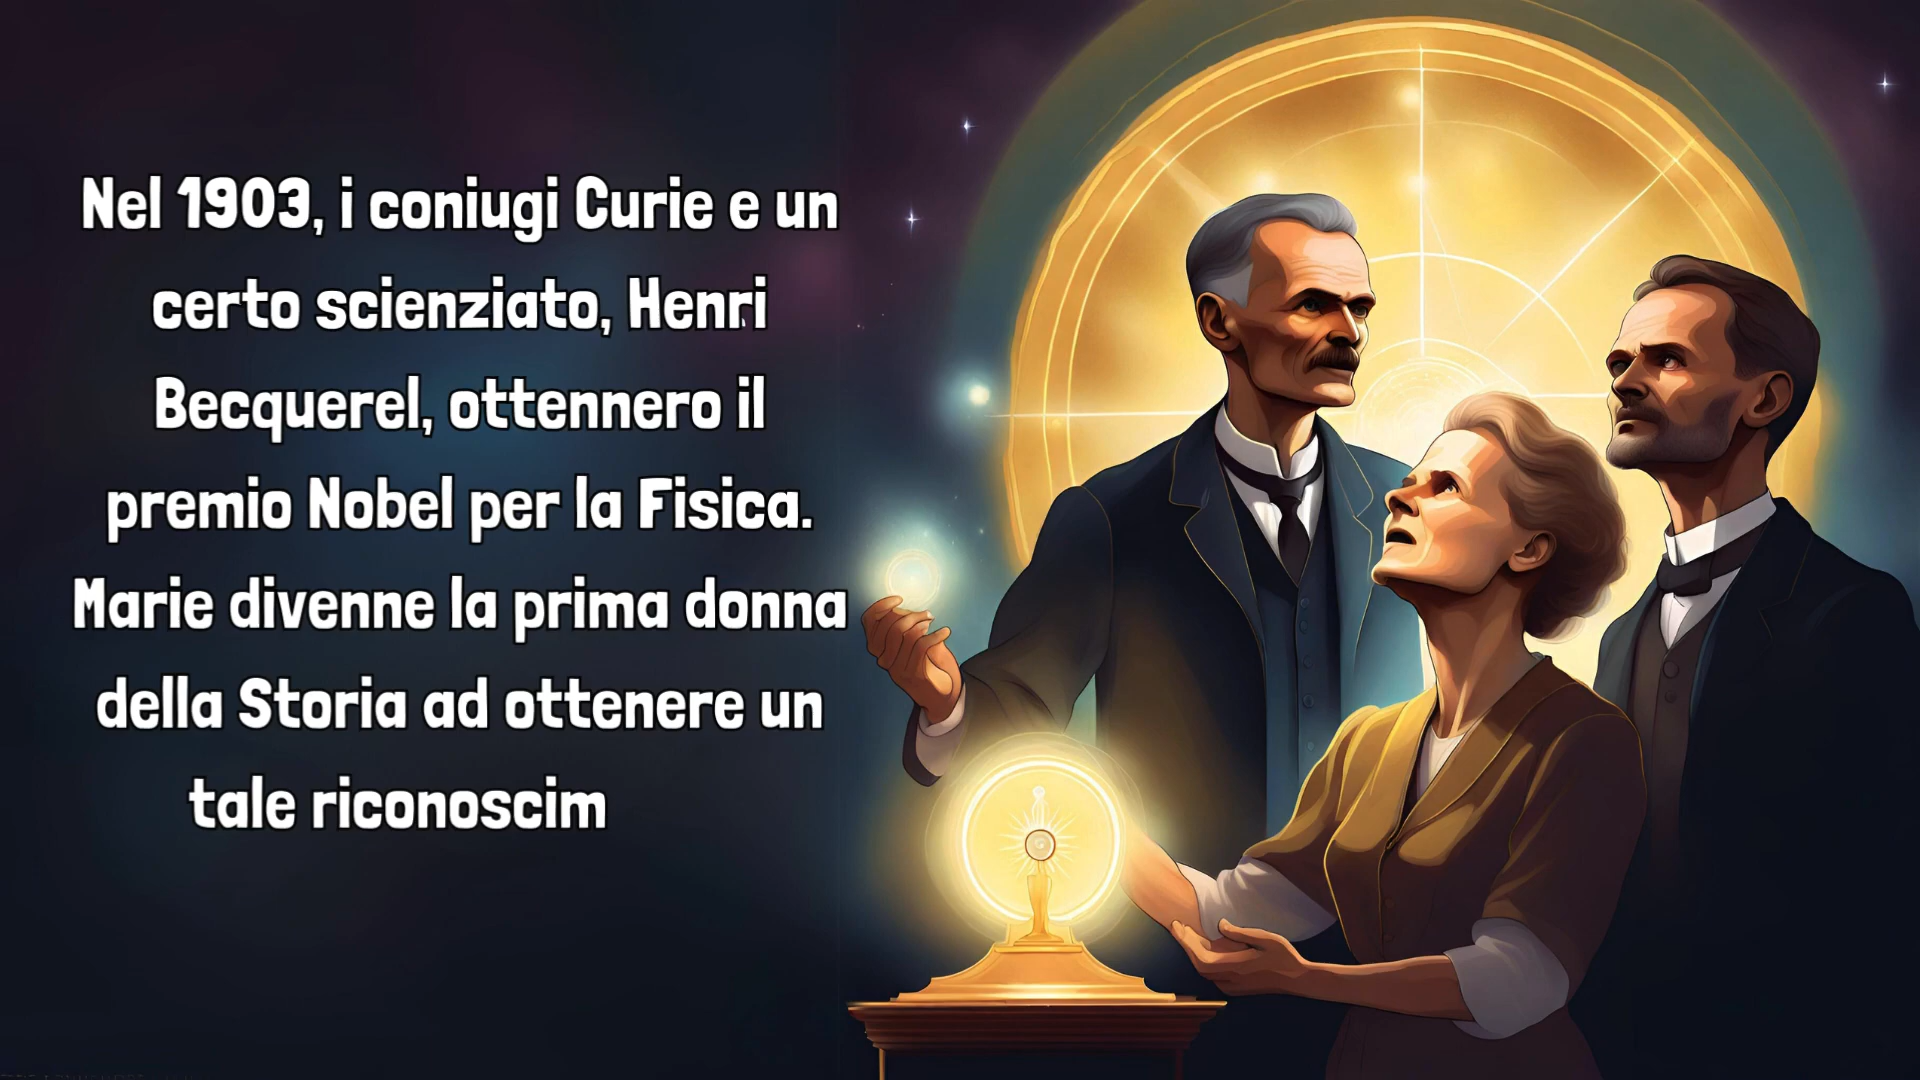 Nel 1903, i coniugi Curie e un
certo scienziato, Henri
Becquerel, ottennero il
premio Nobel per la Fisica.
Marie divenne la prima donna
della Storia ad ottenere un
tale riconoscim